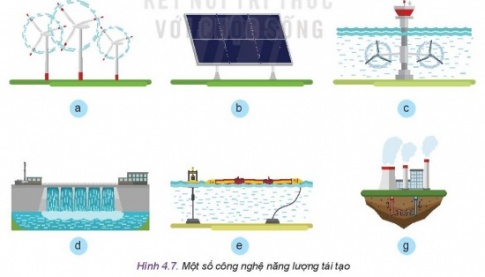 KẾT NỐI TRI THỨC
VỚI CUỘC SỐNG
a
b
c
d
e
g
Hình 4.7. Một số công nghệ năng lượng tái tạo